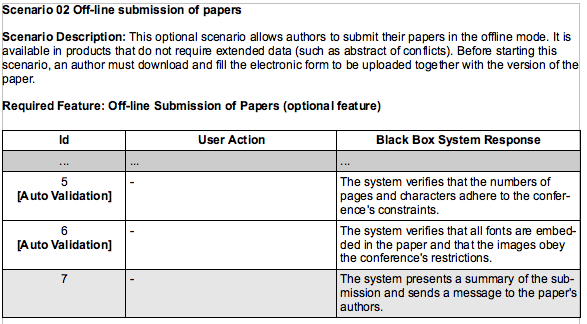 Scenario 02 Off-line submission of papers
Scenario Description: This optional scenario allows authors to submit their papers in the offline mode. It is
available in products that do not require extended data (such as abstract of conflicts). Before starting this
scenario, an author must download and fill the electronic form to be uploaded together with the version of the
paper.
Required Feature: Off-line Submission of Papers (optional feature)
Id User Action Black Box System Response
... ... ...
5 - The system verifies that the numbers of
[Auto Validation] pages and characters adhere to the confer-
ence's constraints.
6 - The system verifies that all fonts are embed-
[Auto Validation] ded in the paper and that the images obey
the conference's restrictions.
7 - The system presents a summary of the sub-
mission and sends a message to the paper's
authors.